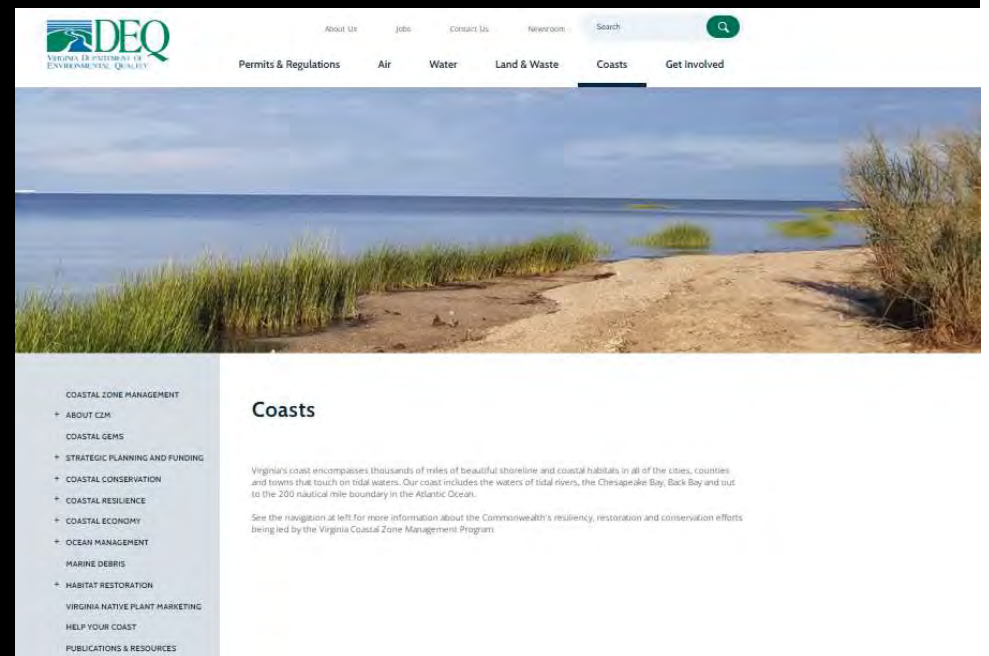 DEQ
VIRGINIA DEPARTMENT OF
ENVIRONMENTAL QUALITY
About Us Jobs Contact Us Newsroom Search
Permits & Regulations Air Water Land & Waste Coasts Get Involved
COASTAL ZONE MANAGEMENT
+ ABOUT CZM
COASTAL GEMS
+ STRATEGIC PLANNING AND FUNDING
+ COASTAL CONSERVATION
+ COASTAL RESILIENCE
+ COASTAL ECONOMY
+ OCEAN MANAGEMENT
MARINE DEBRIS
+ HABITAT RESTORATION
VIRGINIA NATIVE PLANT MARKETING
HELP YOUR COAST
PUBLICATIONS & RESOURCES
Coasts
Virginia's coast encompasses thousands of miles of beautiful shoreline and coastal habitats in all of the cities, counties
and towns that touch on tidal waters. Our coast includes the waters of tidal rivers, the Chesapeake Bay, Back Bay and out
to the 200 nautical mile boundary in the Atlantic Ocean.
See the navigation at left for more information about the Commonwealth's resiliency, restoration and conservation efforts
being led by the Virginia Coastal Zone Management Program